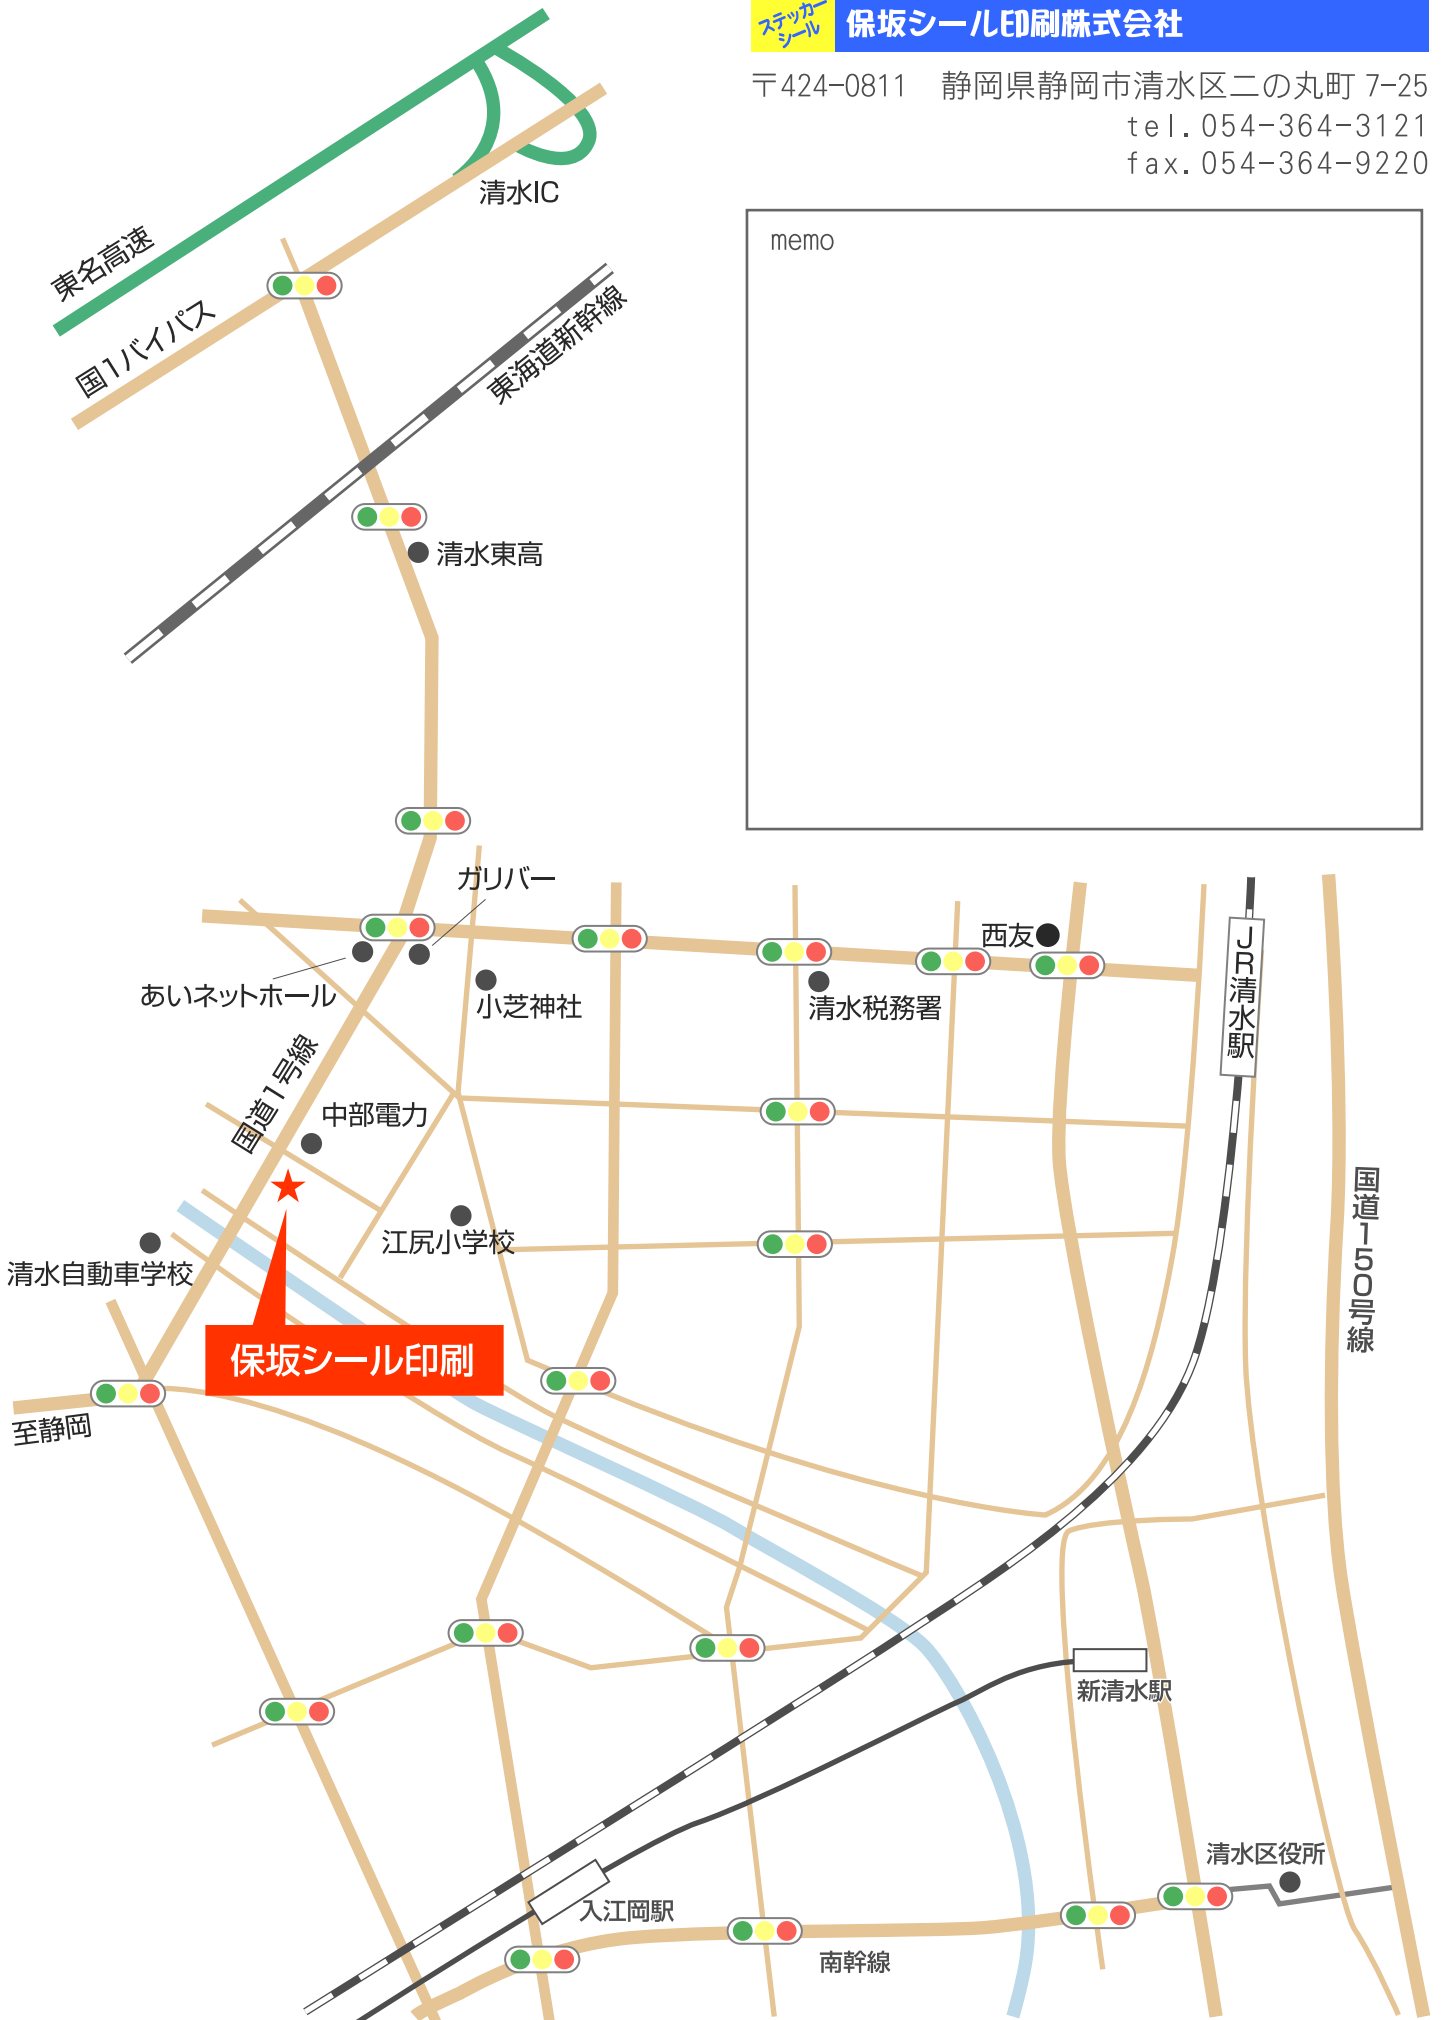 ステッカー
シール
保坂シール印刷株式会社
〒424-0811　静岡県静岡市清水区二の丸町 7-25
tel. 054-364-3121
fax. 054-364-9220
memo
清水IC
東名高速
国1バイパス
東海道新幹線
清水東高
ガリバー
西友
JR清水駅
あいネットホール
小芝神社
清水税務署
国道1号線
中部電力
国道150号線
江尻小学校
清水自動車学校
保坂シール印刷
至静岡
新清水駅
清水区役所
入江岡駅
南幹線